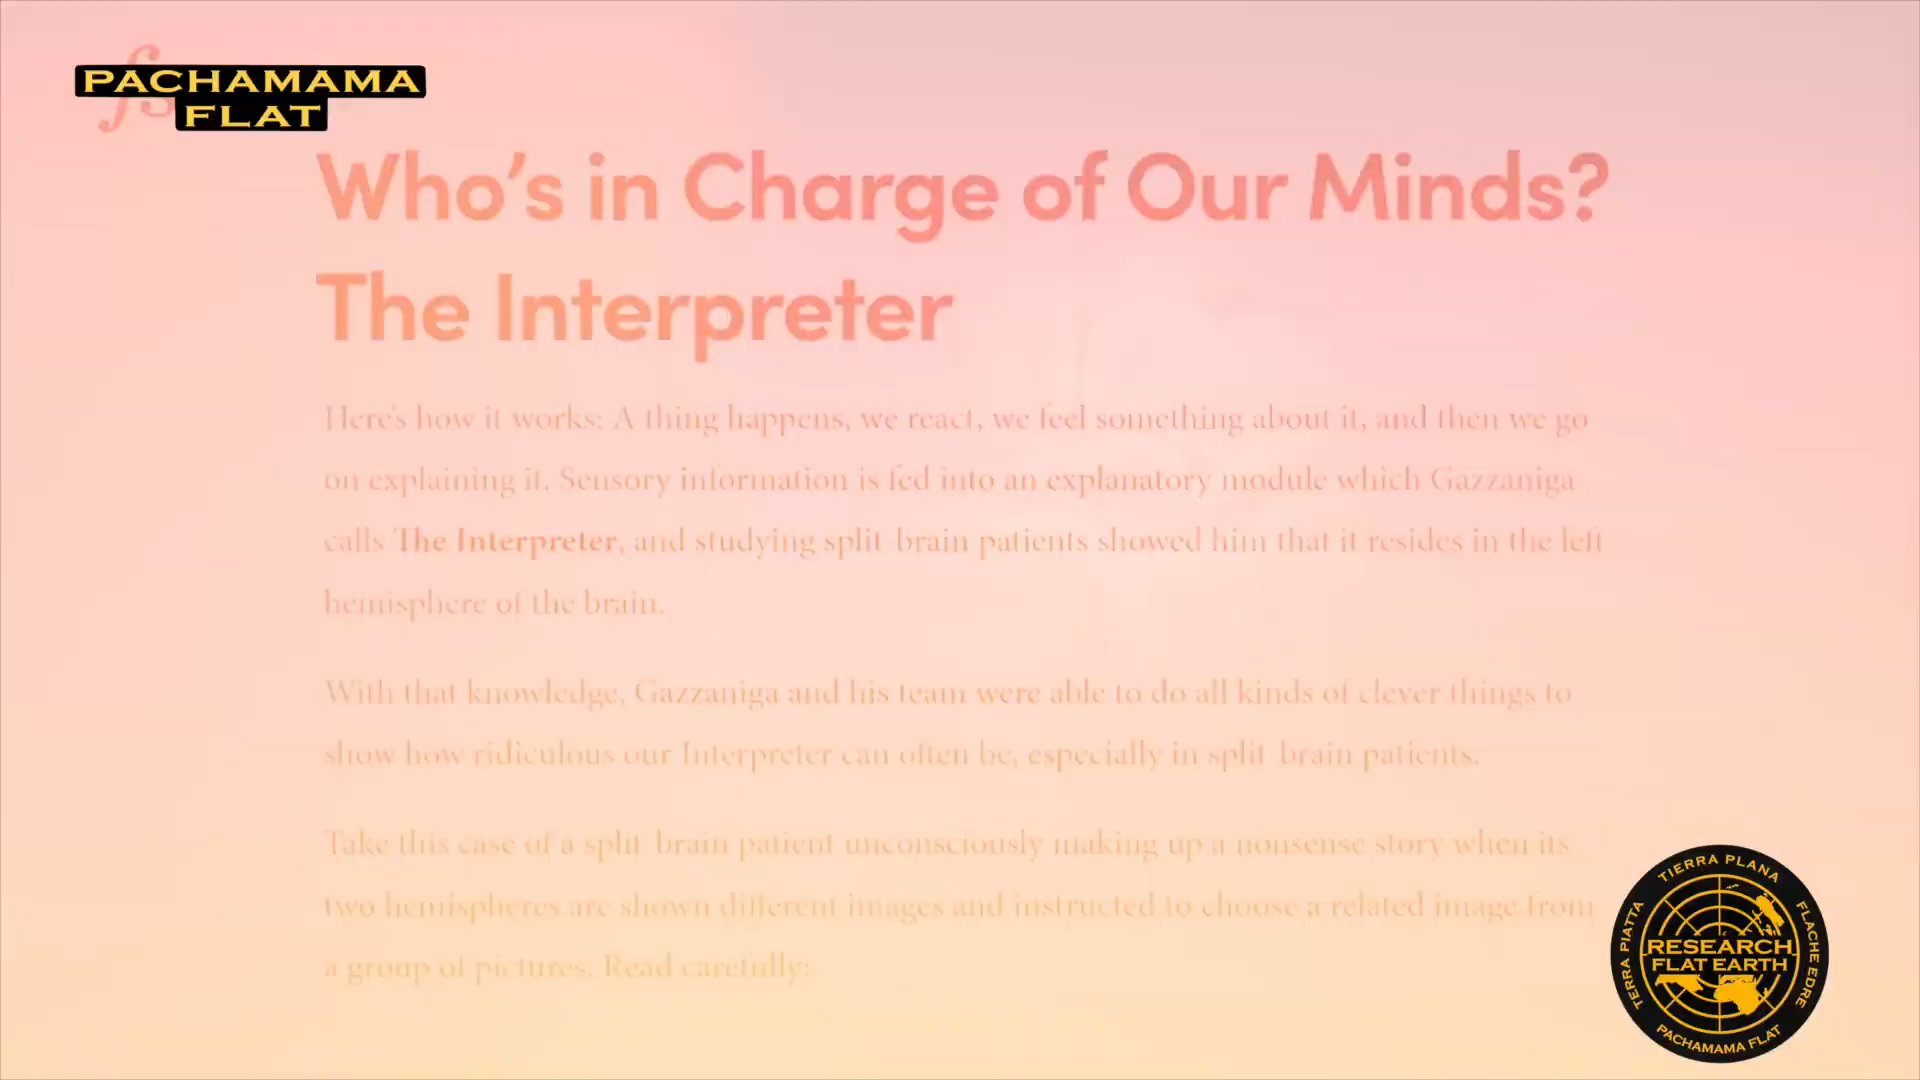 PACHAMAMA
FLAT
fs
Who's in Charge of Our Minds?
The Interpreter
Here's how it works: A thing happens, we react, we feel something about it, and then we go
on explaining it. Sensory information is fed into an explanatory module which Gazzaniga
calls The Interpreter, and studying split-brain patients showed him that it resides in the left
hemisphere of the brain.
With that knowledge, Gazzaniga and his team were able to do all kinds of clever things to
show how ridiculous our Interpreter can often be, especially in split-brain patients.
Take this case of a split-brain patient unconsciously making up a nonsense story when its
two hemispheres are shown different images and instructed to choose a related image from
a group of pictures. Read carefully:
TIERRA PLANA
TERRA PIATTA
FLACHE EDRE
RESEARCH
FLAT EARTH
PACHAMAMA FLAT